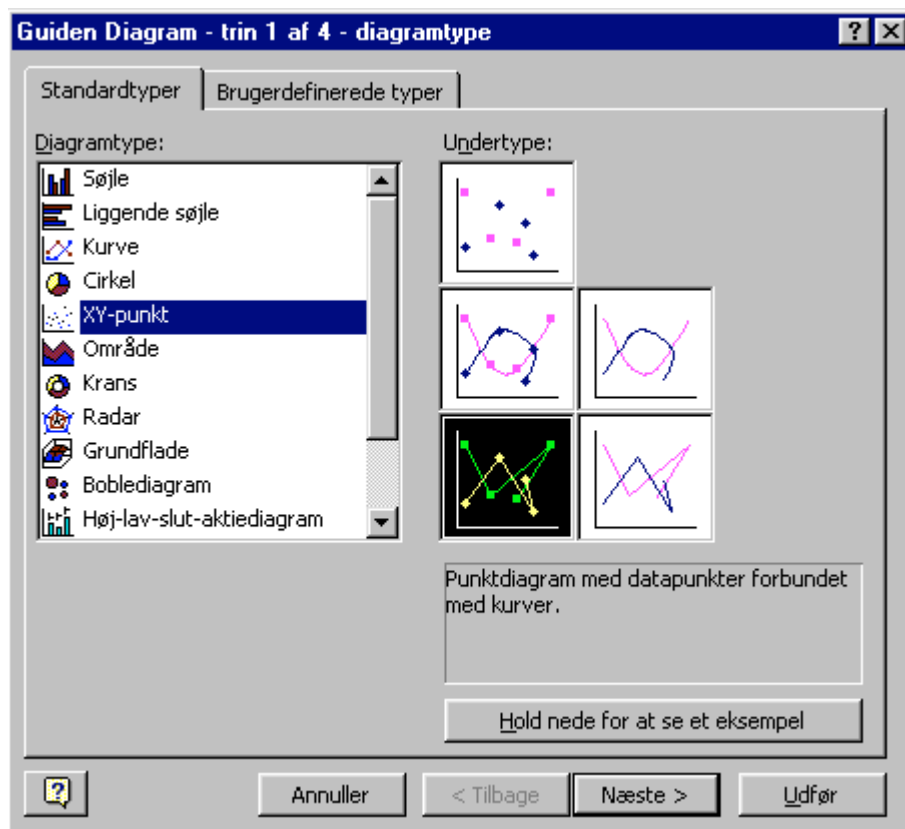 Guiden Diagram - trin 1 af 4 - diagramtype
Standardtyper
Brugerdefinerede typer
Diagramtype:
Søjle
Liggende søjle
Kurve
Cirkel
XY-punkt
Område
Krans
Radar
Grundflade
Boblediagram
Høj-lav-slut-aktiediagram
Undertype:
Punktdiagram med datapunkter forbundet
med kurver.
Hold nede for at se et eksempel
Annuller
< Tilbage
Næste >
Udfør